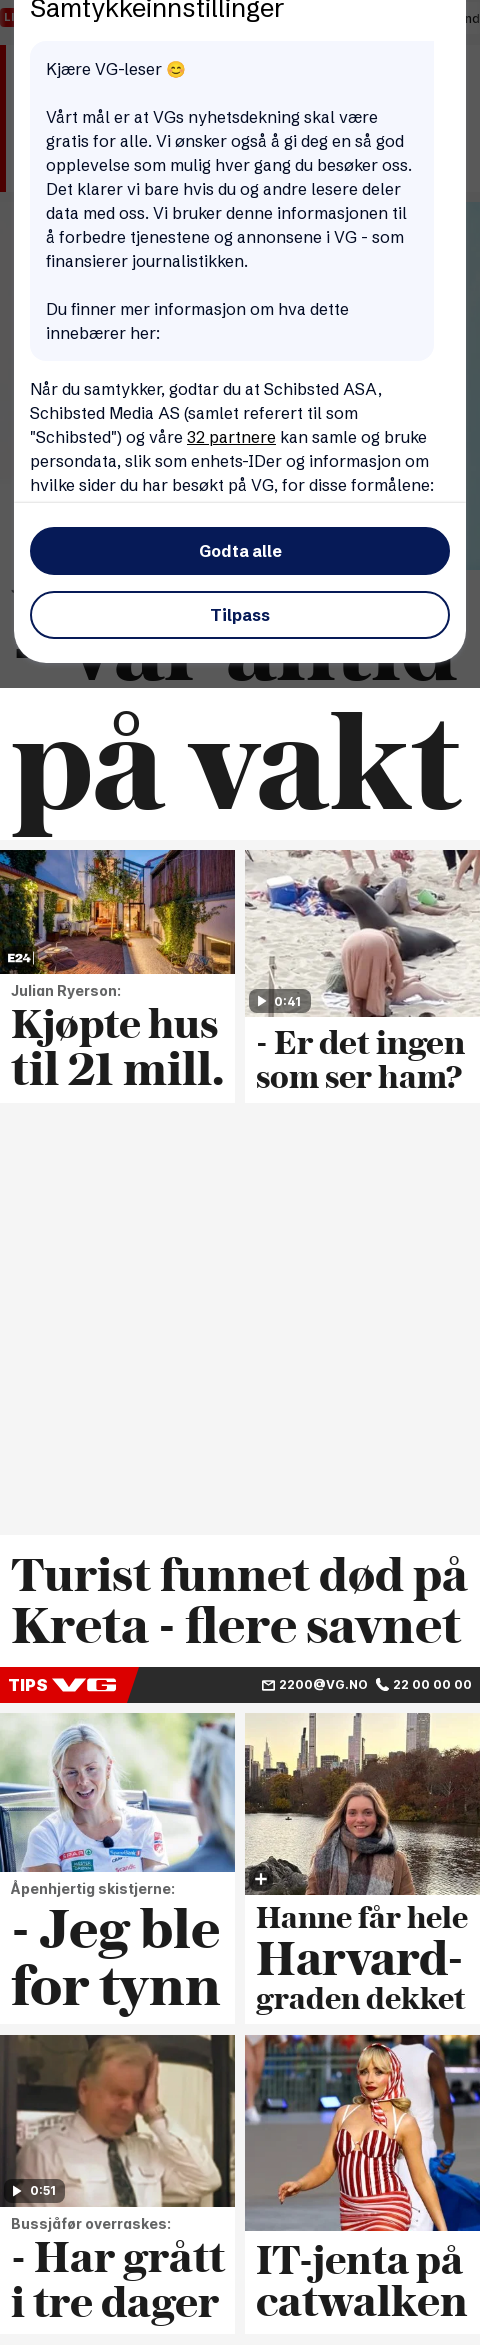 Samtykkeinnstillinger
Kjære VG-leser 😊
Vårt mål er at VGs nyhetsdekning skal være
gratis for alle. Vi ønsker også å gi deg en så god
opplevelse som mulig hver gang du besøker oss.
Det klarer vi bare hvis du og andre lesere deler
data med oss. Vi bruker denne informasjonen til
å forbedre tjenestene og annonsene i VG - som
finansierer journalistikken.
Du finner mer informasjon om hva dette
innebærer her:
Når du samtykker, godtar du at Schibsted ASA,
Schibsted Media AS (samlet referert til som
"Schibsted") og våre 32 partnere kan samle og bruke
persondata, slik som enhets-IDer og informasjon om
hvilke sider du har besøkt på VG, for disse formålene:
Godta alle
Tilpass
- Var alltid
på vakt
E24
Julian Ryerson:
Kjøpte hus
til 21 mill.
0:41
- Er det ingen
som ser ham?
Turist funnet død på
Kreta - flere savnet
TIPS VG 2200@VG.NO 22 00 00 00
Åpenhjertig skistjerne:
- Jeg ble
for tynn
Hanne får hele
Harvard-
graden dekket
0:51
Bussjåfør overraskes:
- Har grått
i tre dager
IT-jenta på
catwalken